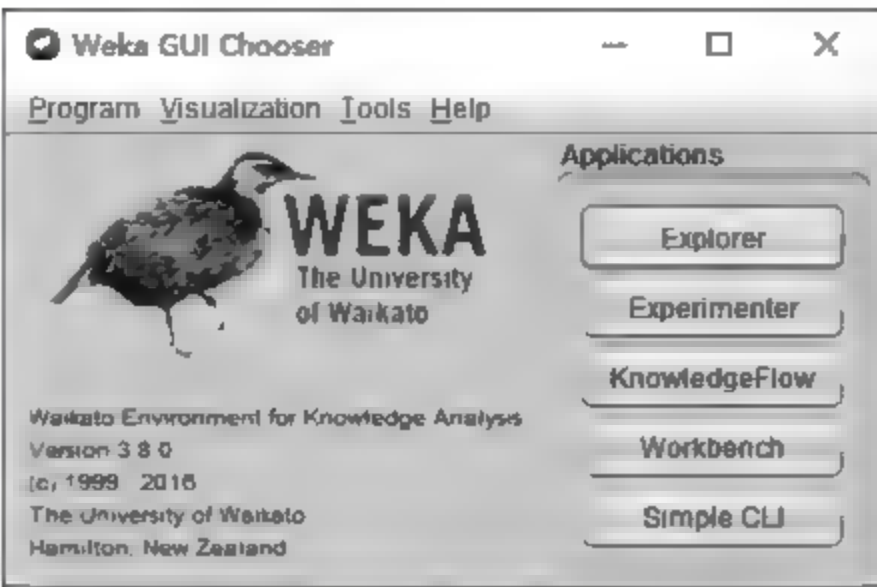 Weka GUI Chooser
Program Visualization Tools Help
WEKA
The University
of Waikato
Waikato Environment for Knowledge Analysis
Version 3.8.0
(c) 1999 - 2016
The University of Waikato
Hamilton, New Zealand
Applications
Explorer
Experimenter
KnowledgeFlow
Workbench
Simple CLI